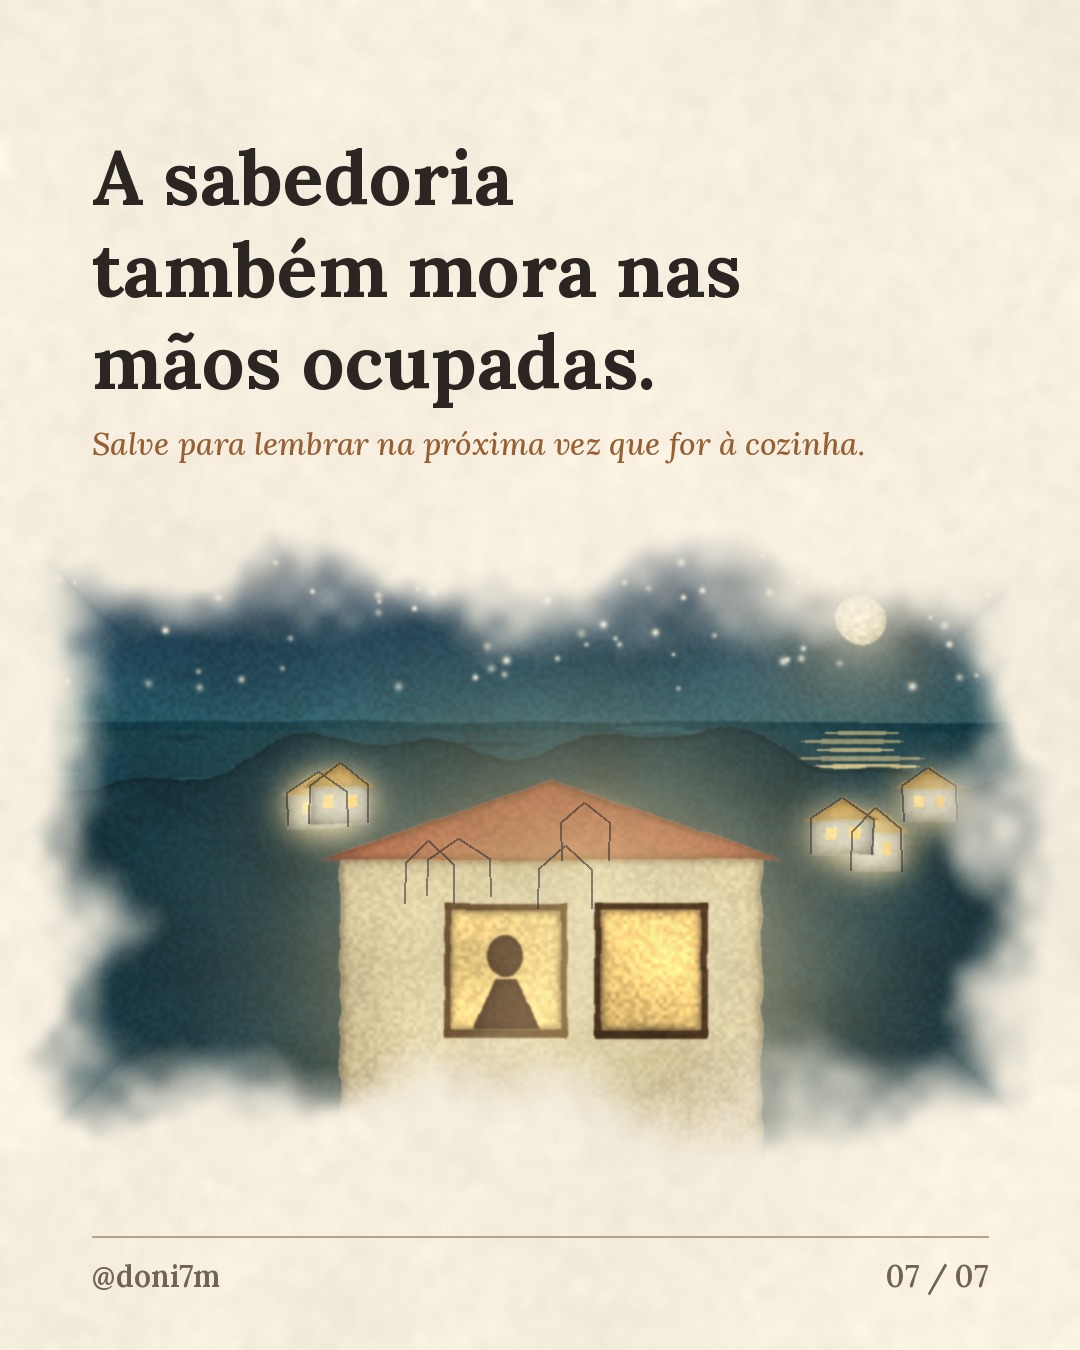 A sabedoria
também mora nas
mãos ocupadas.
Salve para lembrar na próxima vez que for à cozinha.
@doni7m
07 / 07